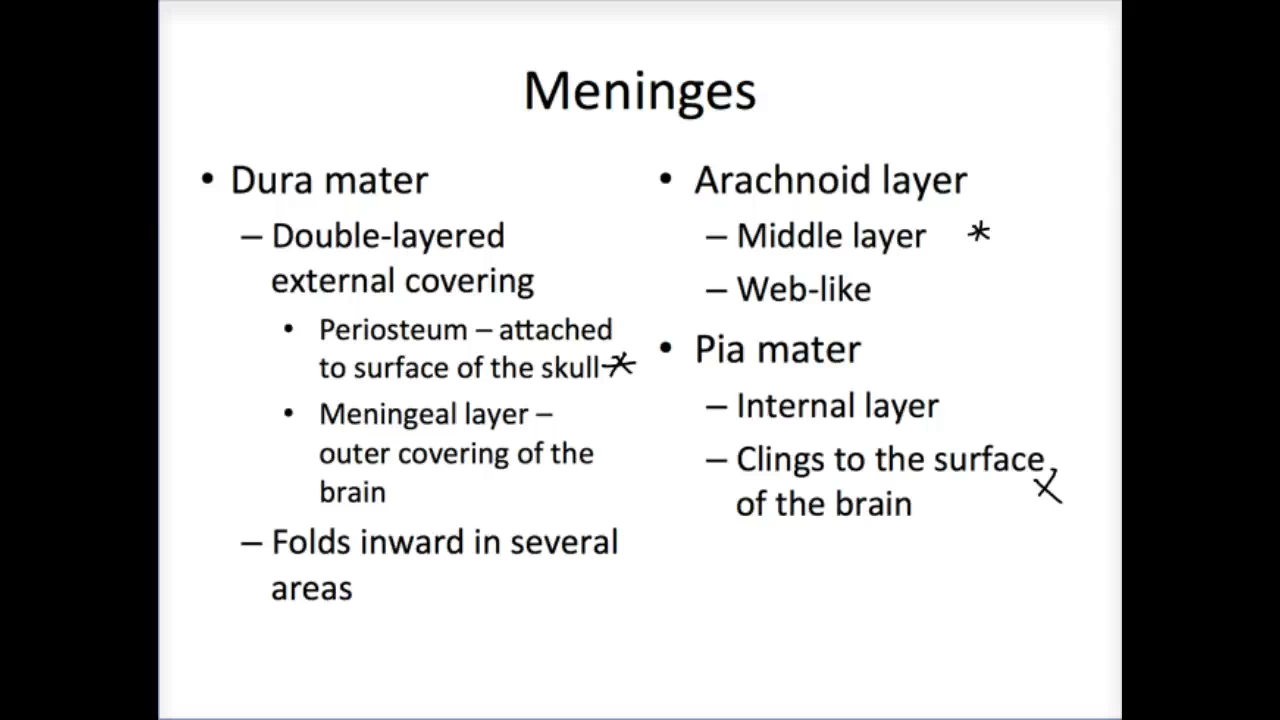 Meninges
• Dura mater
– Double-layered
external covering
• Periosteum – attached
to surface of the skull *
• Meningeal layer –
outer covering of the
brain
– Folds inward in several
areas
• Arachnoid layer
– Middle layer *
– Web-like
• Pia mater
– Internal layer
– Clings to the surface
of the brain